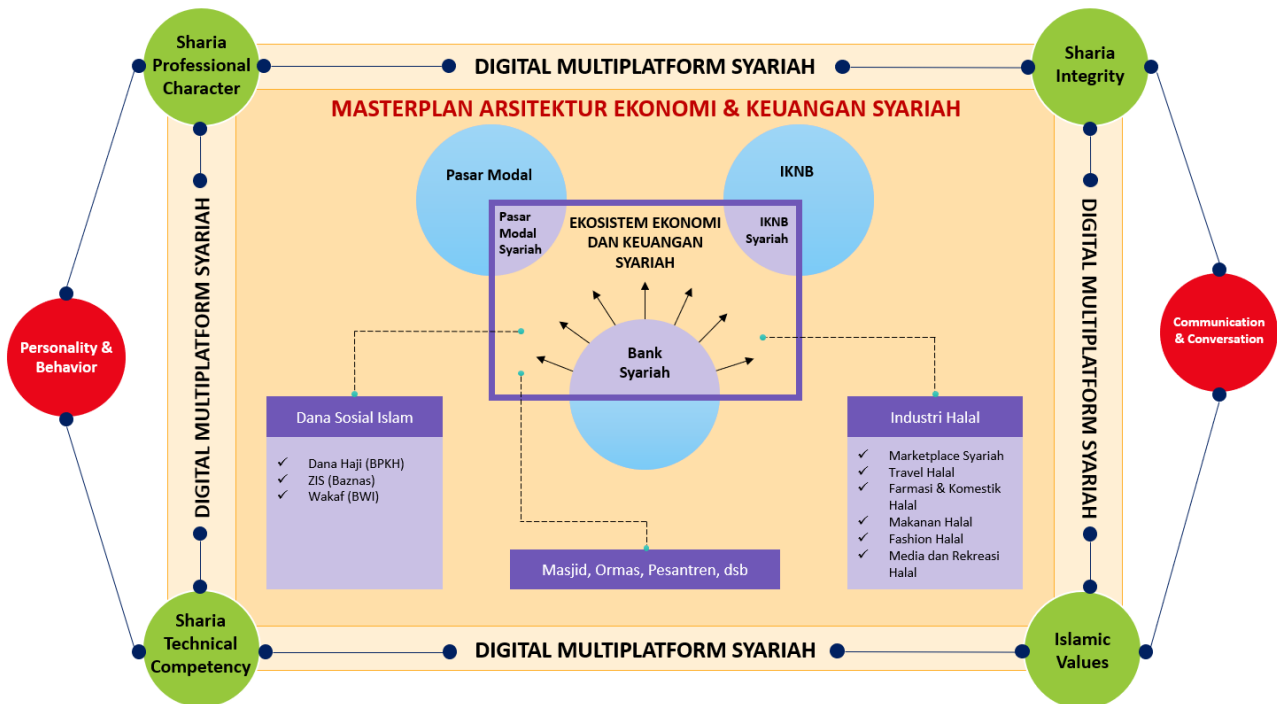 Sharia
Professional
Character
DIGITAL MULTIPLATFORM SYARIAH
Sharia
Integrity
MASTERPLAN ARSITEKTUR EKONOMI & KEUANGAN SYARIAH
Pasar Modal
IKNB
Pasar
Modal
Syariah
EKOSISTEM EKONOMI
DAN KEUANGAN
SYARIAH
IKNB
Syariah
DIGITAL MULTIPLATFORM SYARIAH
DIGITAL MULTIPLATFORM SYARIAH
Personality &
Behavior
Communication
& Conversation
Bank
Syariah
Dana Sosial Islam
✓ Dana Haji (BPKH)
✓ ZIS (Baznas)
✓ Wakaf (BWI)
Industri Halal
✓ Marketplace Syariah
✓ Travel Halal
✓ Farmasi & Komestik
Halal
✓ Makanan Halal
✓ Fashion Halal
✓ Media dan Rekreasi
Halal
Masjid, Ormas, Pesantren, dsb
Sharia
Technical
Competency
DIGITAL MULTIPLATFORM SYARIAH
Islamic
Values